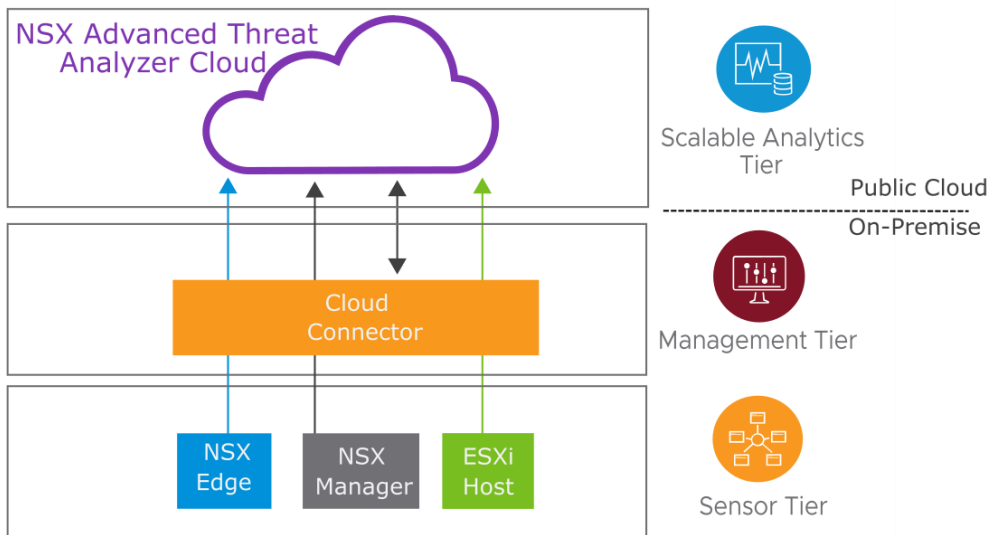 NSX Advanced Threat
Analyzer Cloud
Scalable Analytics
Tier
Public Cloud
On-Premise
Cloud
Connector
Management Tier
NSX
Edge
NSX
Manager
ESXi
Host
Sensor Tier